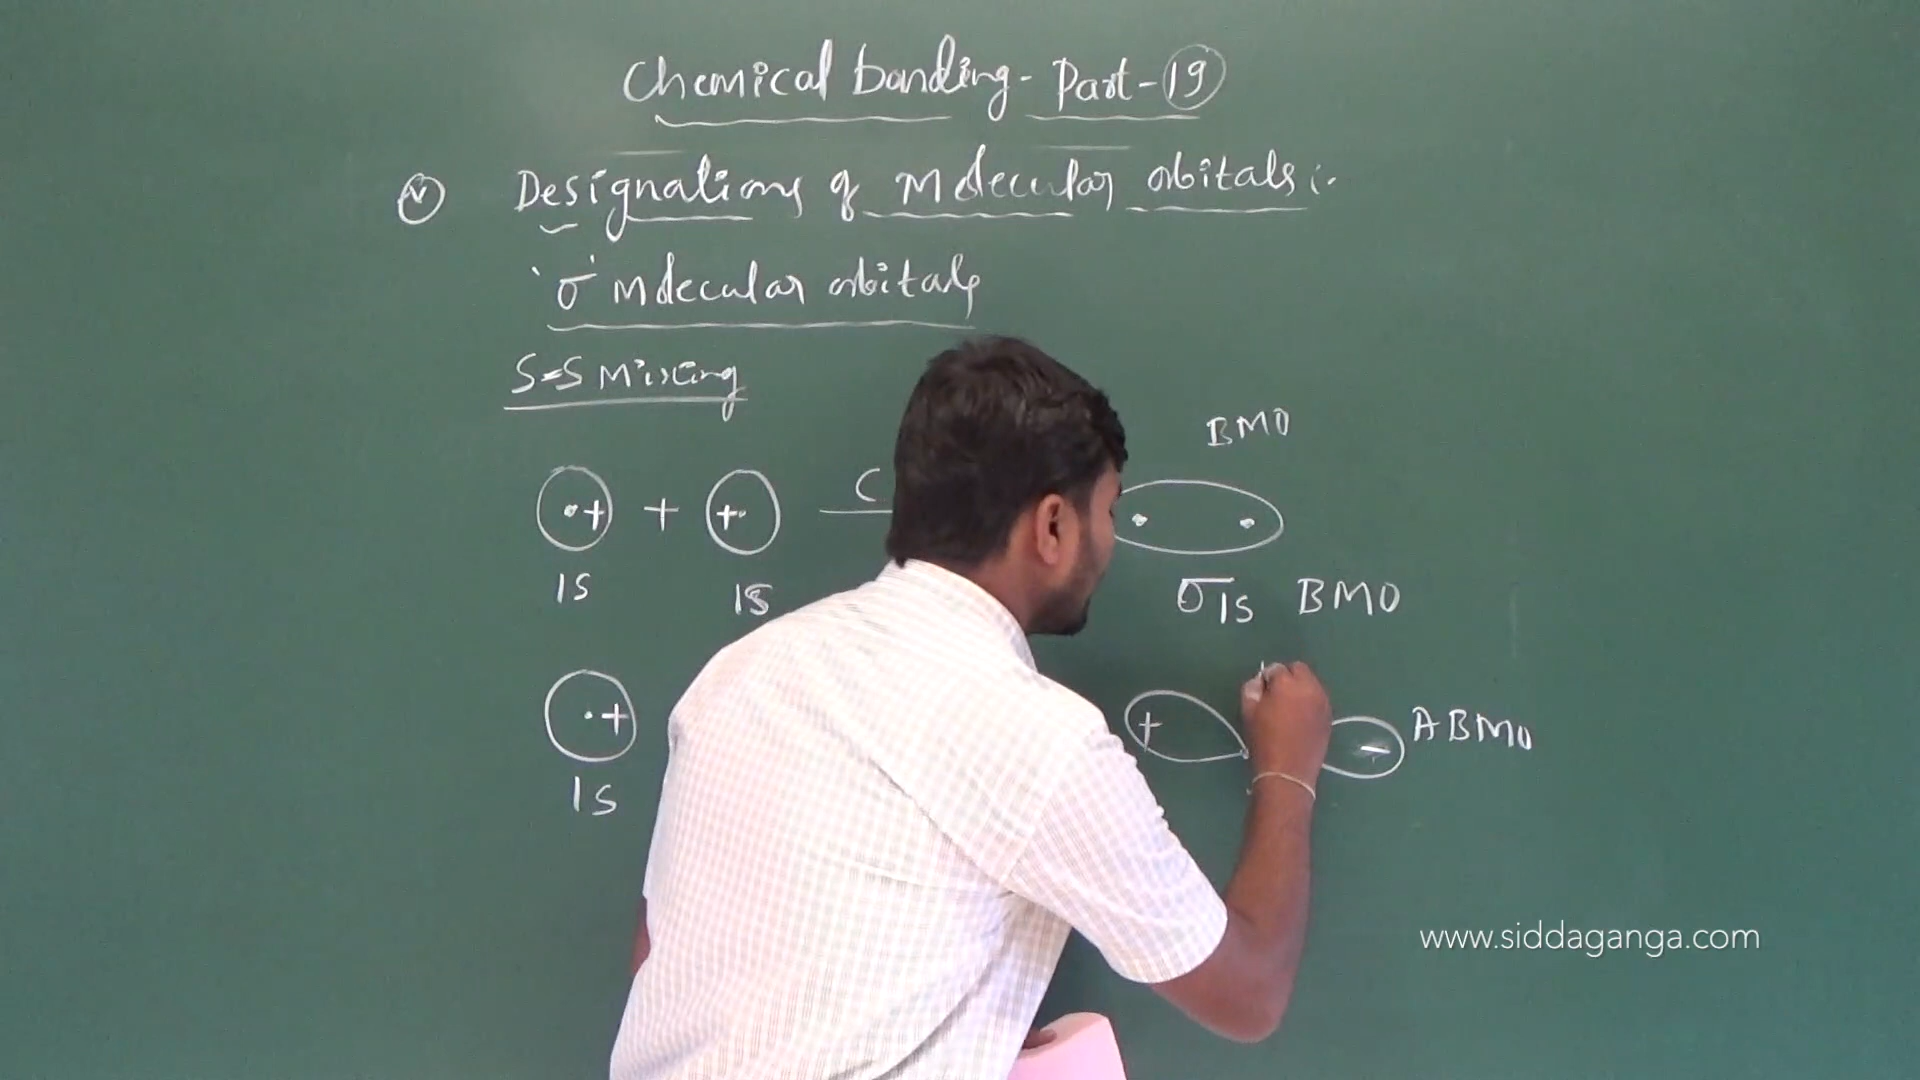 Chemical bonding - Part - 19
Designations of Molecular orbitals :-
'σ' Molecular orbitals
S-S Mixing
BMO
+ + + C
1S 1S σ1S BMO
+ + - ABMO
1S
www.siddaganga.com